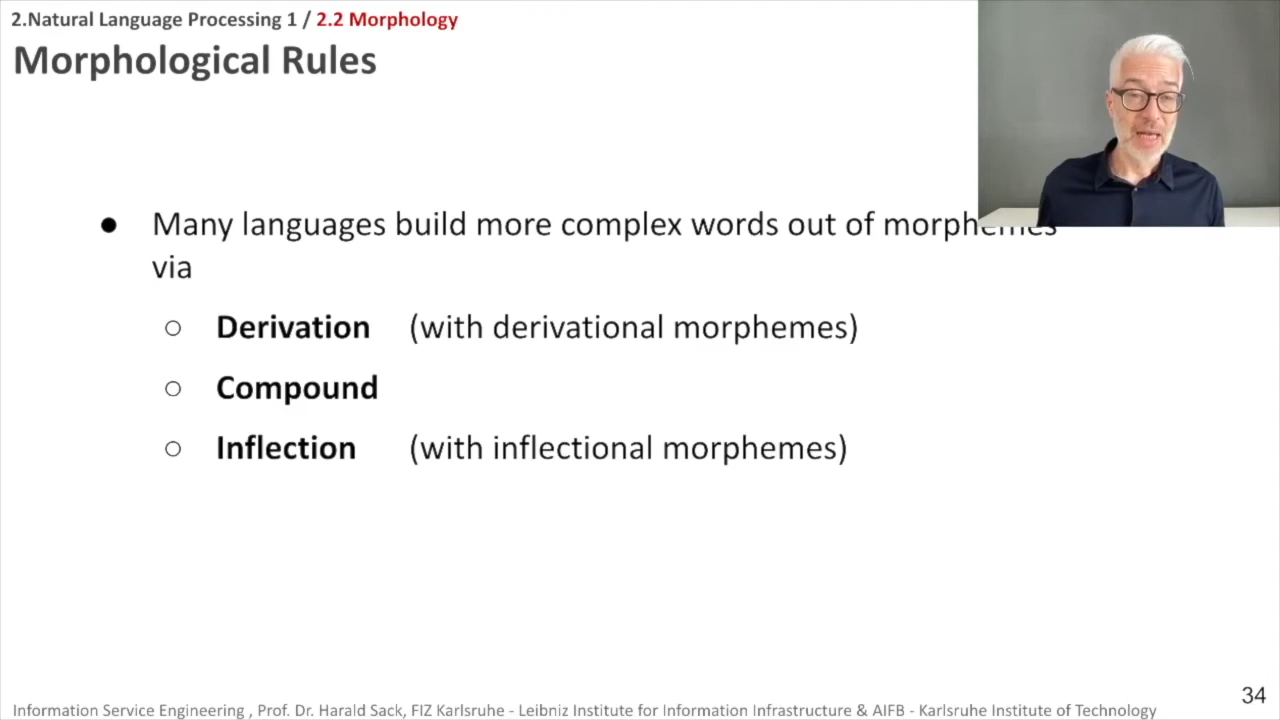 2.Natural Language Processing 1 / 2.2 Morphology
Morphological Rules
● Many languages build more complex words out of morphemes
via
○ Derivation (with derivational morphemes)
○ Compound
○ Inflection (with inflectional morphemes)
34
Information Service Engineering , Prof. Dr. Harald Sack, FIZ Karlsruhe - Leibniz Institute for Information Infrastructure & AIFB - Karlsruhe Institute of Technology